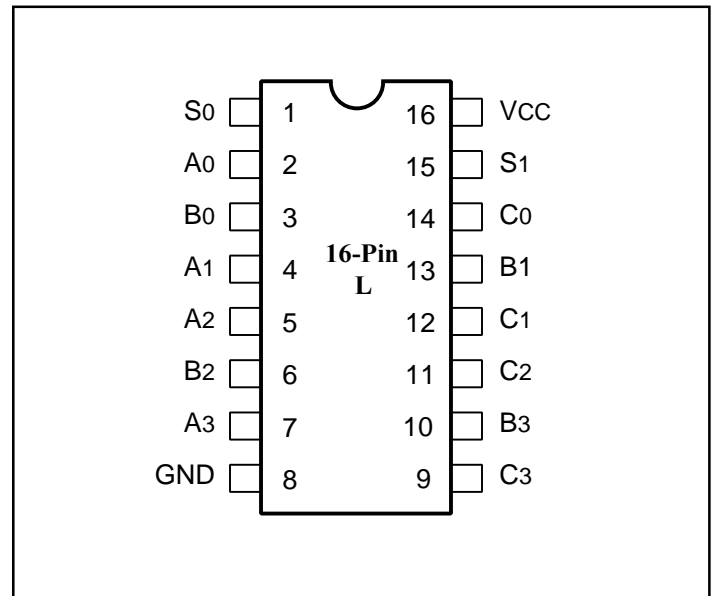 S0 1 16 VCC
A0 2 15 S1
B0 3 14 C0
16-Pin
A1 4 13 B1
L
A2 5 12 C1
B2 6 11 C2
A3 7 10 B3
GND 8 9 C3